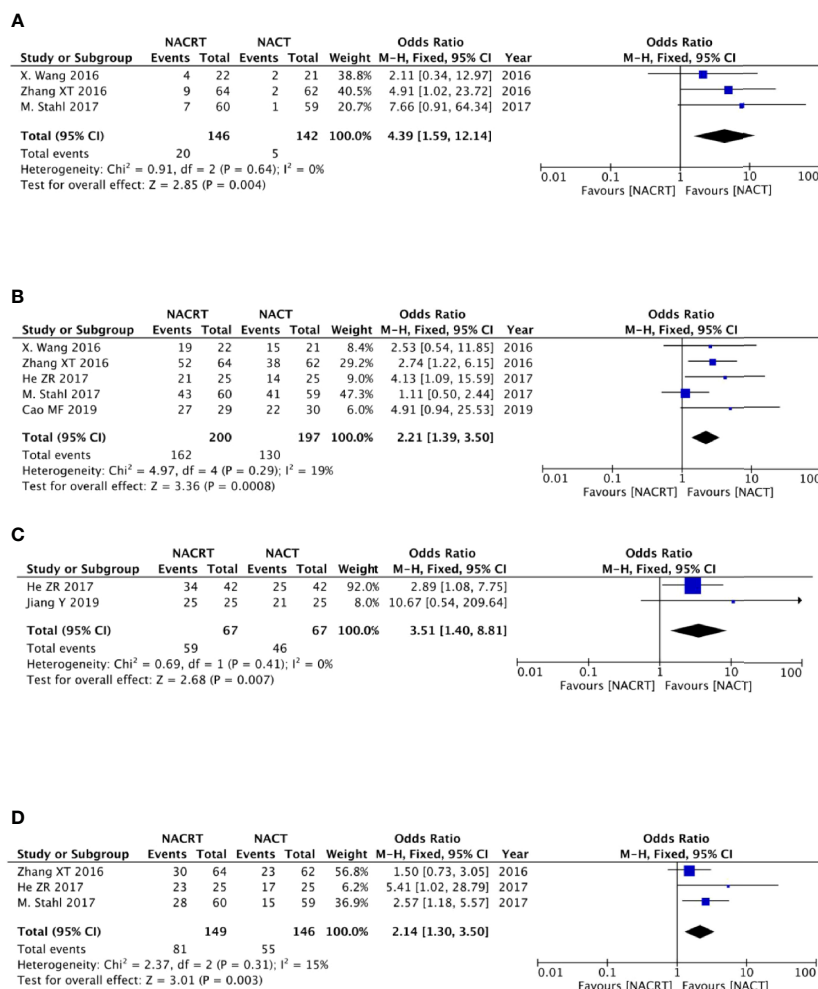 A
NACRT NACT Odds Ratio Odds Ratio
Study or Subgroup Events Total Events Total Weight M-H, Fixed, 95% CI Year M-H, Fixed, 95% CI
X. Wang 2016 4 22 2 21 38.8% 2.11 [0.34, 12.97] 2016
Zhang XT 2016 9 64 2 62 40.5% 4.91 [1.02, 23.72] 2016
M. Stahl 2017 7 60 1 59 20.7% 7.66 [0.91, 64.34] 2017
Total (95% CI) 146 142 100.0% 4.39 [1.59, 12.14]
Total events 20 5
Heterogeneity: Chi² = 0.91, df = 2 (P = 0.64); I² = 0%
Test for overall effect: Z = 2.85 (P = 0.004)
0.01 0.1 1 10 100
Favours [NACRT] Favours [NACT]
B
NACRT NACT Odds Ratio Odds Ratio
Study or Subgroup Events Total Events Total Weight M-H, Fixed, 95% CI Year M-H, Fixed, 95% CI
X. Wang 2016 19 22 15 21 8.4% 2.53 [0.54, 11.85] 2016
Zhang XT 2016 52 64 38 62 29.2% 2.74 [1.22, 6.15] 2016
He ZR 2017 21 25 14 25 9.0% 4.13 [1.09, 15.59] 2017
M. Stahl 2017 43 60 41 59 47.3% 1.11 [0.50, 2.44] 2017
Cao MF 2019 27 29 22 30 6.0% 4.91 [0.94, 25.53] 2019
Total (95% CI) 200 197 100.0% 2.21 [1.39, 3.50]
Total events 162 130
Heterogeneity: Chi² = 4.97, df = 4 (P = 0.29); I² = 19%
Test for overall effect: Z = 3.36 (P = 0.0008)
0.01 0.1 1 10 100
Favours [NACRT] Favours [NACT]
C
NACRT NACT Odds Ratio Odds Ratio
Study or Subgroup Events Total Events Total Weight M-H, Fixed, 95% CI M-H, Fixed, 95% CI
He ZR 2017 34 42 25 42 92.0% 2.89 [1.08, 7.75]
Jiang Y 2019 25 25 21 25 8.0% 10.67 [0.54, 209.64]
Total (95% CI) 67 67 100.0% 3.51 [1.40, 8.81]
Total events 59 46
Heterogeneity: Chi² = 0.69, df = 1 (P = 0.41); I² = 0%
Test for overall effect: Z = 2.68 (P = 0.007)
0.01 0.1 1 10 100
Favours [NACRT] Favours [NACT]
D
NACRT NACT Odds Ratio Odds Ratio
Study or Subgroup Events Total Events Total Weight M-H, Fixed, 95% CI Year M-H, Fixed, 95% CI
Zhang XT 2016 30 64 23 62 56.8% 1.50 [0.73, 3.05] 2016
He ZR 2017 23 25 17 25 6.2% 5.41 [1.02, 28.79] 2017
M. Stahl 2017 28 60 15 59 36.9% 2.57 [1.18, 5.57] 2017
Total (95% CI) 149 146 100.0% 2.14 [1.30, 3.50]
Total events 81 55
Heterogeneity: Chi² = 2.37, df = 2 (P = 0.31); I² = 15%
Test for overall effect: Z = 3.01 (P = 0.003)
0.01 0.1 1 10 100
Favours [NACRT] Favours [NACT]